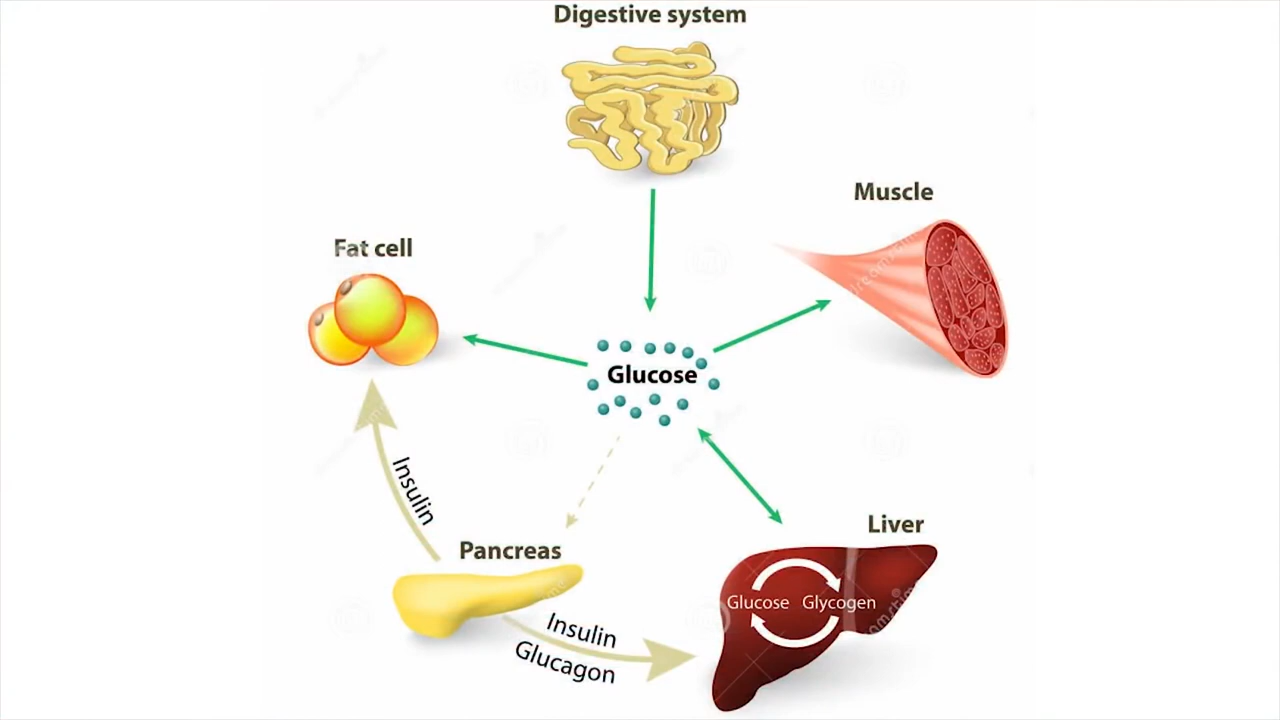 Digestive system
Muscle
Fat cell
Glucose
Insulin
Pancreas
Liver
Glucose Glycogen
Insulin
Glucagon